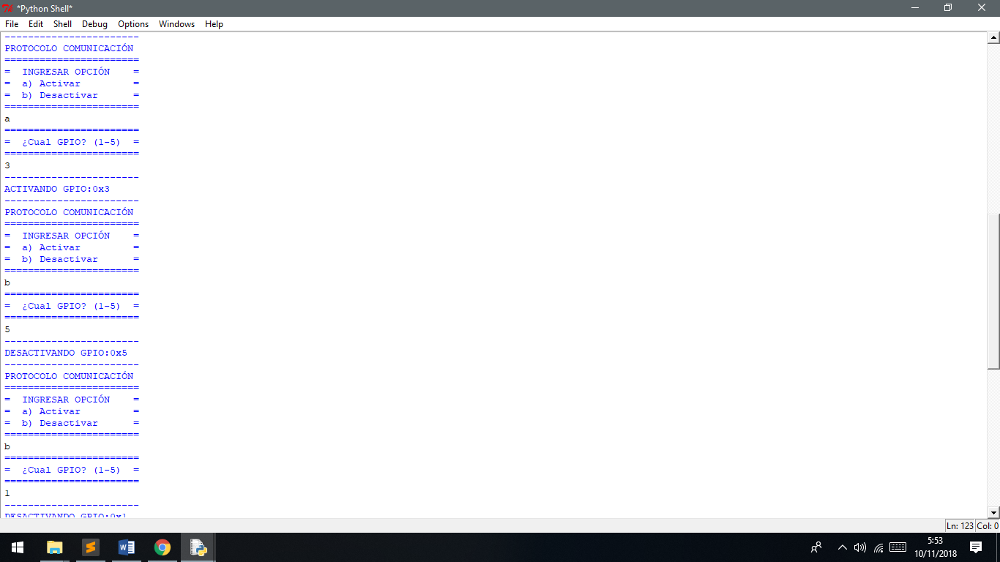 *Python Shell*
File Edit Shell Debug Options Windows Help
-----------------------
PROTOCOLO COMUNICACIÓN
=======================
=  INGRESAR OPCIÓN    =
=  a) Activar         =
=  b) Desactivar      =
=======================
a
=======================
=  ¿Cual GPIO? (1-5)  =
=======================
3
-----------------------
ACTIVANDO GPIO:0x3
-----------------------
PROTOCOLO COMUNICACIÓN
=======================
=  INGRESAR OPCIÓN    =
=  a) Activar         =
=  b) Desactivar      =
=======================
b
=======================
=  ¿Cual GPIO? (1-5)  =
=======================
5
-----------------------
DESACTIVANDO GPIO:0x5
-----------------------
PROTOCOLO COMUNICACIÓN
=======================
=  INGRESAR OPCIÓN    =
=  a) Activar         =
=  b) Desactivar      =
=======================
b
=======================
=  ¿Cual GPIO? (1-5)  =
=======================
1
-----------------------
DESACTIVANDO GPIO:0x1
Ln: 123 Col: 0
5:53
10/11/2018